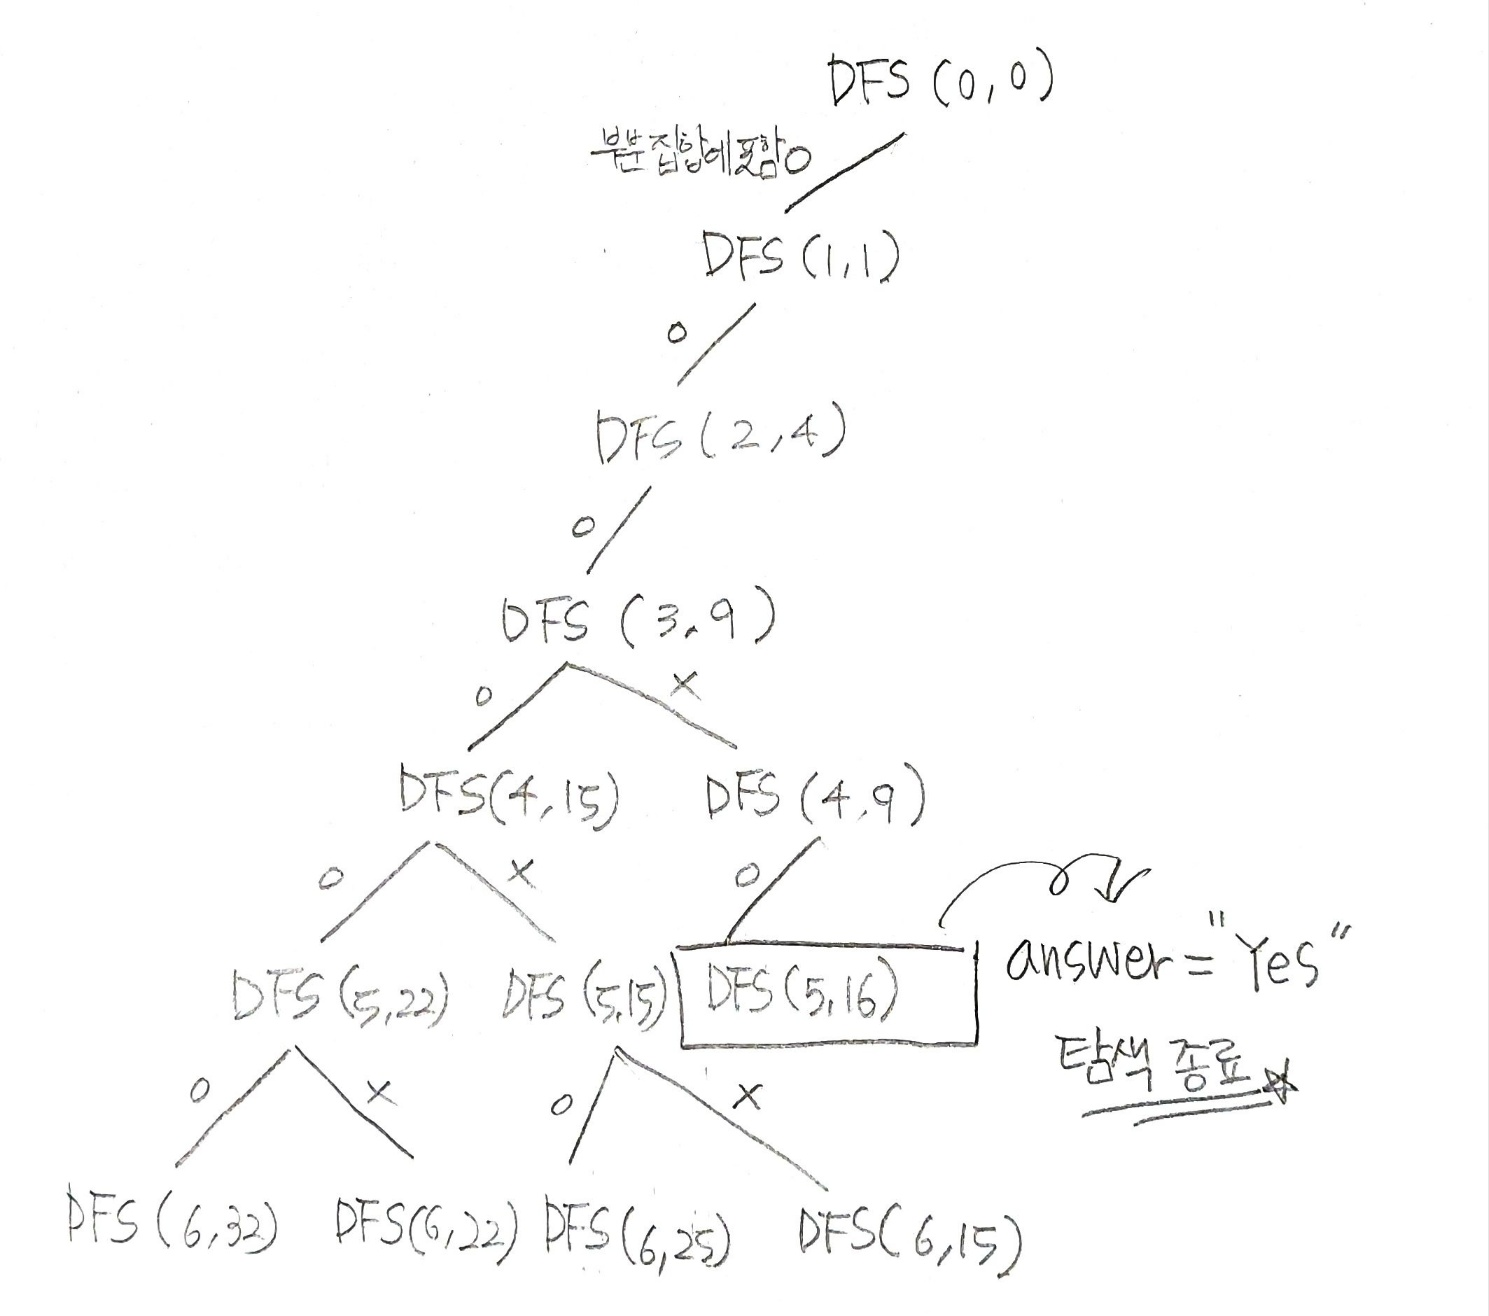 DFS (0,0)
부분집합에포함 O
DFS (1,1)
O
DFS (2,4)
O
DFS (3,9)
O X
DFS(4,15) DFS (4,9)
O X O
DFS (5,22) DFS (5,15) DFS(5,16) answer = "Yes"
탐색 종료☆
O X O X
DFS (6,32) DFS(6,22) DFS(6,25) DFS(6,15)